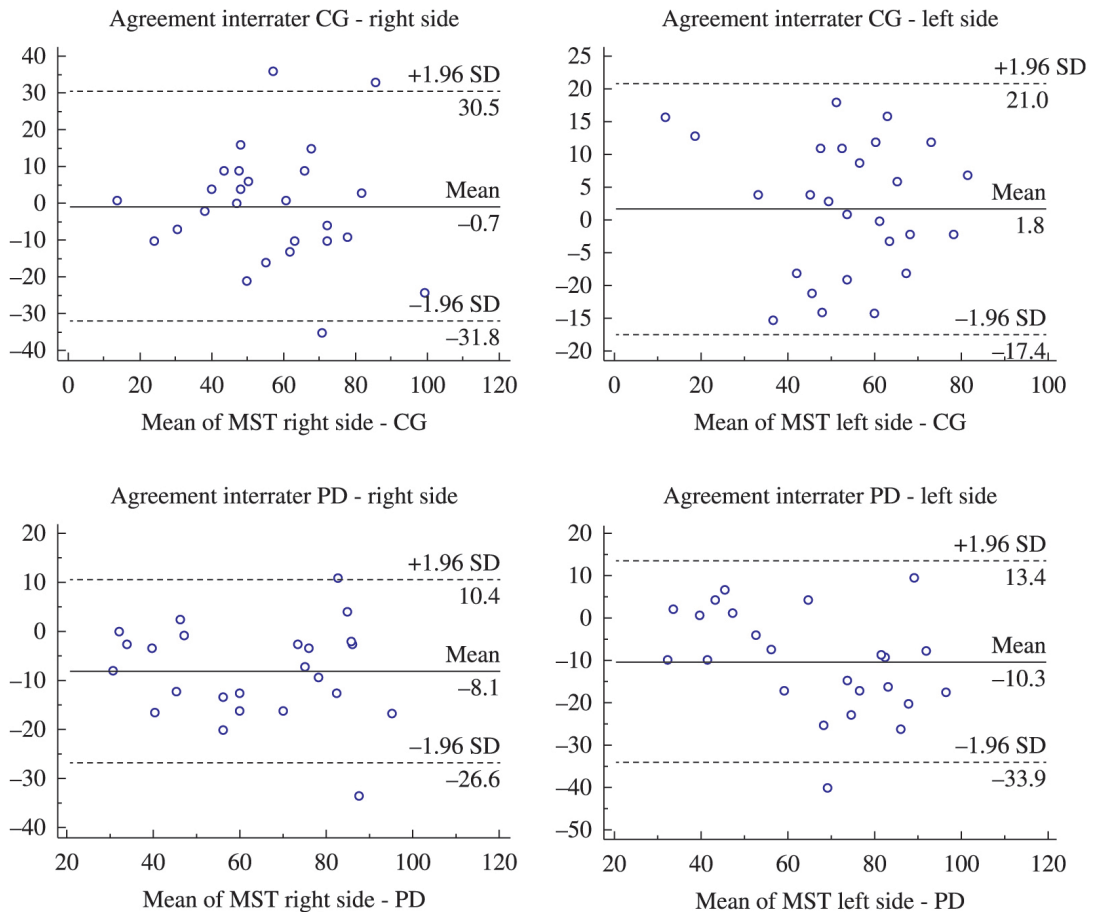 Agreement interrater CG - right side
40
30
20
10
0
–10
–20
–30
–40
+1.96 SD
30.5
Mean
–0.7
–1.96 SD
–31.8
0 20 40 60 80 100 120
Mean of MST right side - CG
Agreement interrater CG - left side
25
20
15
10
5
0
–5
–20
–15
–20
+1.96 SD
21.0
Mean
1.8
–1.96 SD
–17.4
0 20 40 60 80 100
Mean of MST left side - CG
Agreement interrater PD - right side
20
10
0
–10
–20
–30
–40
+1.96 SD
10.4
Mean
–8.1
–1.96 SD
–26.6
20 40 60 80 100 120
Mean of MST right side - PD
Agreement interrater PD - left side
20
10
0
–10
–20
–30
–40
–50
+1.96 SD
13.4
Mean
–10.3
–1.96 SD
–33.9
20 40 60 80 100 120
Mean of MST left side - PD